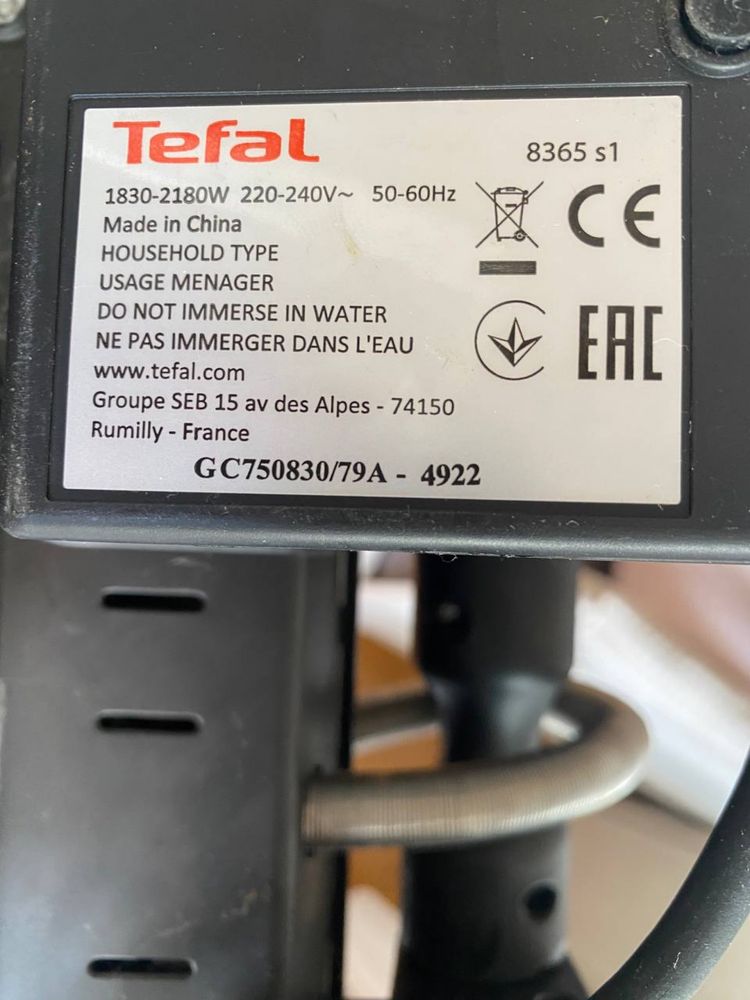 Tefal
8365 s1
1830-2180W 220-240V~ 50-60Hz
Made in China
HOUSEHOLD TYPE
USAGE MENAGER
DO NOT IMMERSE IN WATER
NE PAS IMMERGER DANS L'EAU
www.tefal.com
Groupe SEB 15 av des Alpes - 74150
Rumilly - France
GC750830/79A - 4922
CE
EAC